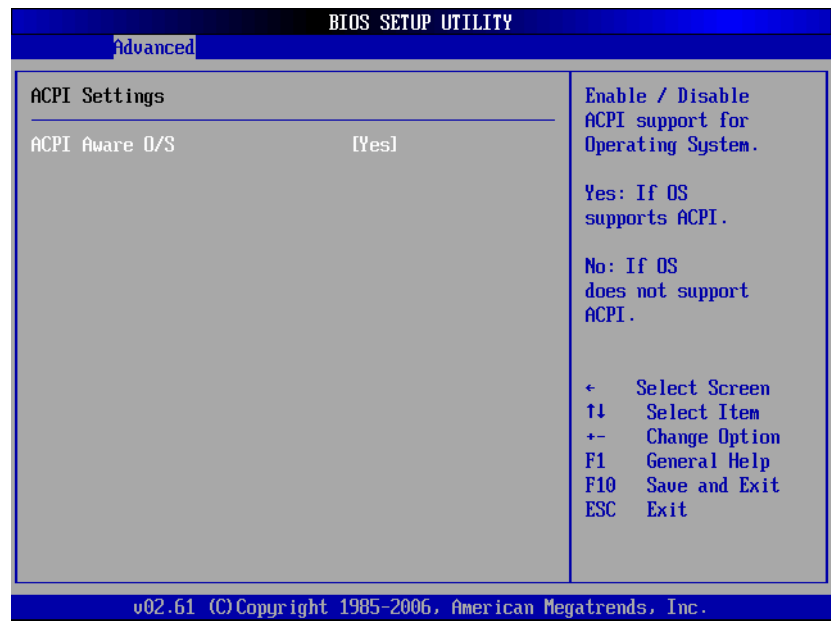 BIOS SETUP UTILITY
Advanced
ACPI Settings
ACPI Aware O/S [Yes]
Enable / Disable
ACPI support for
Operating System.
Yes: If OS
supports ACPI.
No: If OS
does not support
ACPI.
← Select Screen
↑↓ Select Item
+- Change Option
F1 General Help
F10 Save and Exit
ESC Exit
v02.61 (C)Copyright 1985-2006, American Megatrends, Inc.